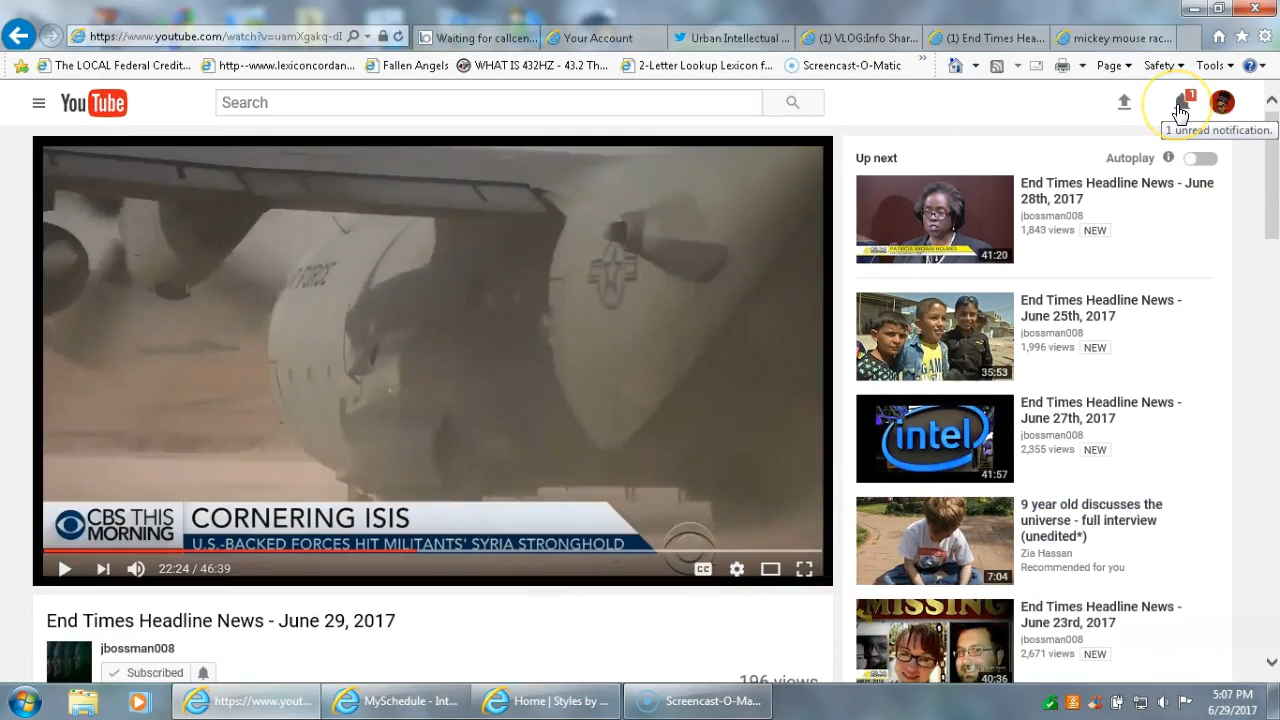 https://www.youtube.com/watch?v=uamXgakq-dI
Waiting for callcen...
Your Account
Urban Intellectual ...
(1) VLOG:Info Shar...
(1) End Times Hea...
mickey mouse rac...
The LOCAL Federal Credit...
http--www.lexiconcordan...
Fallen Angels
WHAT IS 432HZ - 43.2 Th...
2-Letter Lookup Lexicon f...
Screencast-O-Matic
»
Page
Safety
Tools
YouTube
Search
1
1 unread notification.
Up next
Autoplay
End Times Headline News - June
28th, 2017
jbossman008
1,843 views NEW
PATRICIA BROWN HOLMES
CBS THIS MORNING
41:20
End Times Headline News -
June 25th, 2017
jbossman008
1,996 views NEW
GAM
35:53
End Times Headline News -
June 27th, 2017
jbossman008
2,355 views NEW
intel
41:57
9 year old discusses the
universe - full interview
(unedited*)
Zia Hassan
Recommended for you
7:04
End Times Headline News -
June 23rd, 2017
jbossman008
2,671 views NEW
MISSING
40:36
CBS THIS
MORNING
CORNERING ISIS
U.S.-BACKED FORCES HIT MILITANTS' SYRIA STRONGHOLD
22:24 / 46:39
CC
End Times Headline News - June 29, 2017
jbossman008
Subscribed
196 views
https://www.yout...
MySchedule - Int...
Home | Styles by ...
Screencast-O-Ma...
5:07 PM
6/29/2017